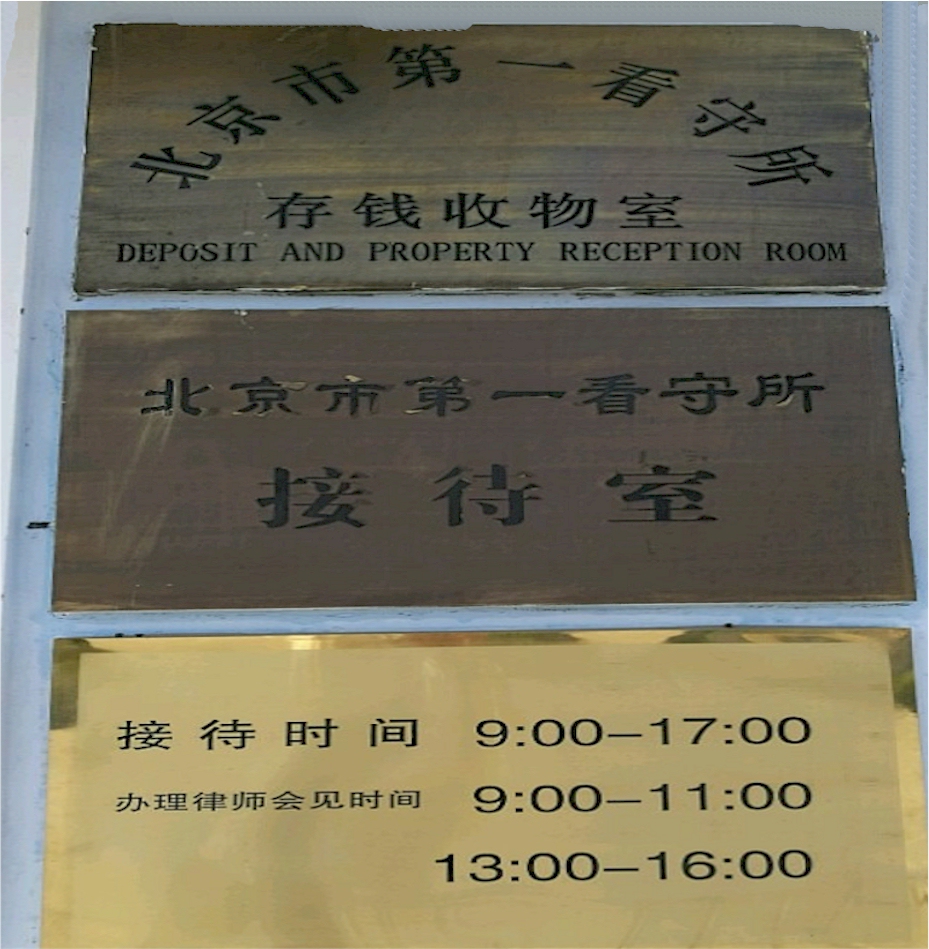 北京市第一看守所
存钱收物室
DEPOSIT AND PROPERTY RECEPTION ROOM
北京市第一看守所
接待室
接待时间 9:00—17:00
办理律师会见时间 9:00—11:00
13:00—16:00